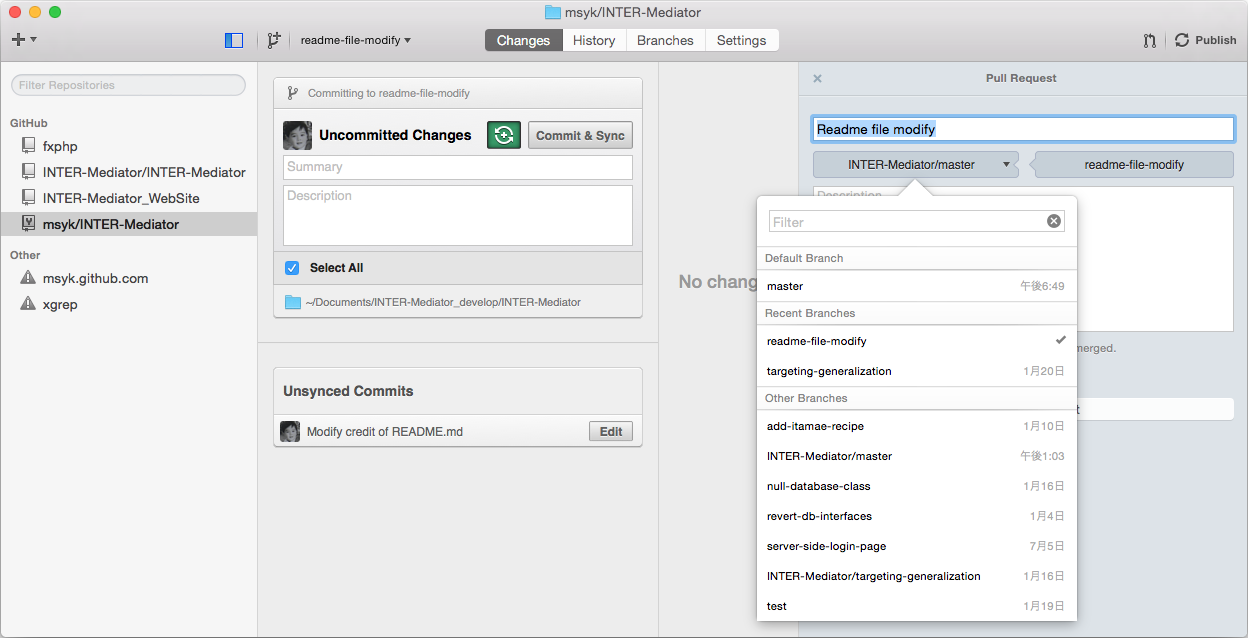 msyk/INTER-Mediator
readme-file-modify
Changes
History
Branches
Settings
Publish
Filter Repositories
GitHub
fxphp
INTER-Mediator/INTER-Mediator
INTER-Mediator_WebSite
msyk/INTER-Mediator
Other
msyk.github.com
xgrep
Committing to readme-file-modify
Uncommitted Changes
Commit & Sync
Summary
Description
Select All
~/Documents/INTER-Mediator_develop/INTER-Mediator
Unsynced Commits
Modify credit of README.md
Edit
No chang
Pull Request
Readme file modify
INTER-Mediator/master
readme-file-modify
Description
nerged.
t
Filter
Default Branch
master 午後6:49
Recent Branches
readme-file-modify
targeting-generalization 1月20日
Other Branches
add-itamae-recipe 1月10日
INTER-Mediator/master 午後1:03
null-database-class 1月16日
revert-db-interfaces 1月4日
server-side-login-page 7月5日
INTER-Mediator/targeting-generalization 1月16日
test 1月19日